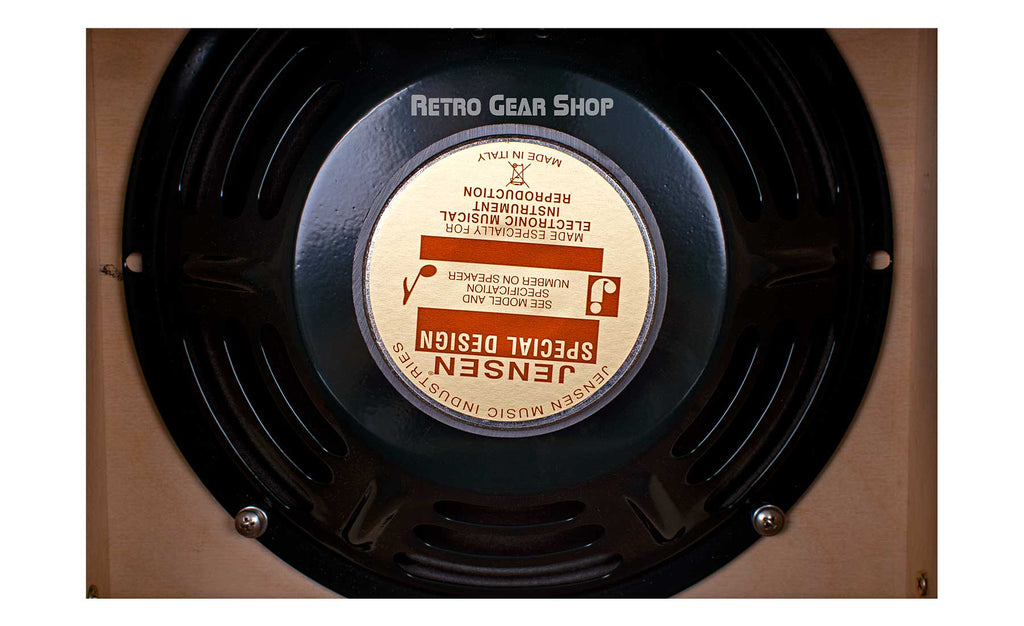 RETRO GEAR SHOP
JENSEN MUSIC INDUSTRIES
JENSEN®
SPECIAL DESIGN
SEE MODEL AND
SPECIFICATION
NUMBER ON SPEAKER
MADE ESPECIALLY FOR
ELECTRONIC MUSICAL
INSTRUMENT
REPRODUCTION
MADE IN ITALY